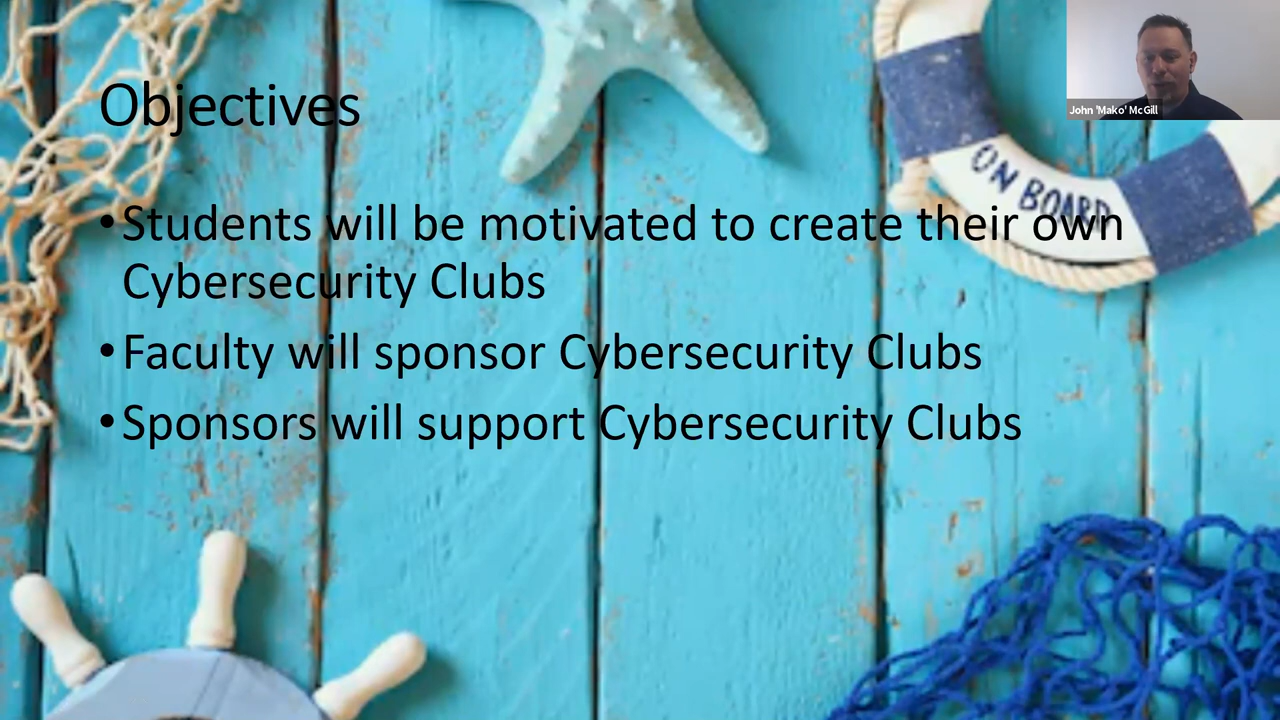 Objectives
•Students will be motivated to create their own
Cybersecurity Clubs
•Faculty will sponsor Cybersecurity Clubs
•Sponsors will support Cybersecurity Clubs
ON BOARD
John 'Mako' McGill